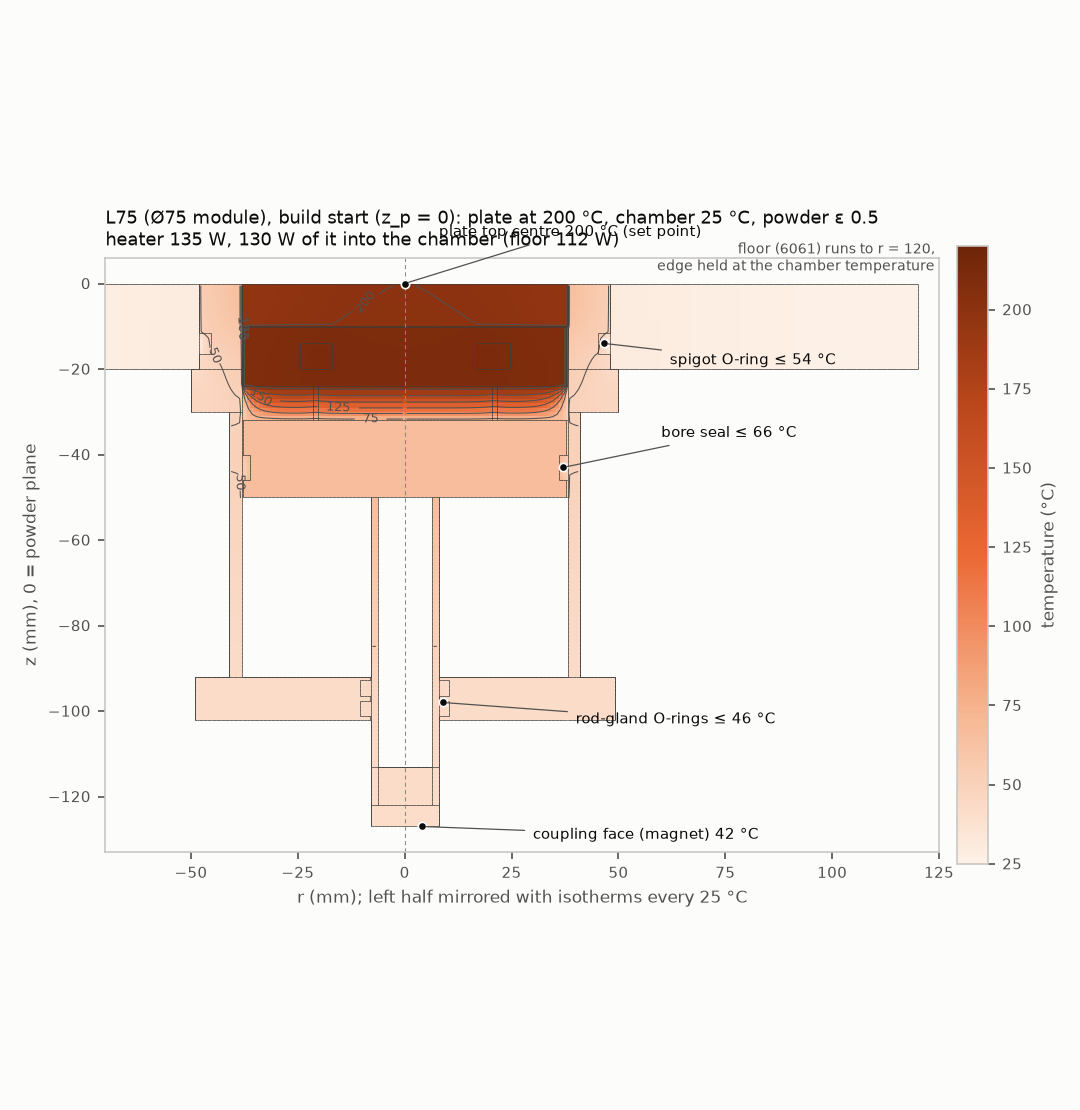 L75 (Ø75 module), build start (z_p = 0): plate at 200 °C, chamber 25 °C, powder ε 0.5
heater 135 W, 130 W of it into the chamber (floor 112 W)
plate top centre 200 °C (set point)
floor (6061) runs to r = 120,
edge held at the chamber temperature
200
150
50
spigot O-ring ≤ 54 °C
150
125
75
bore seal ≤ 66 °C
50
rod-gland O-rings ≤ 46 °C
coupling face (magnet) 42 °C
0
−20
−40
−60
−80
−100
−120
z (mm), 0 = powder plane
−50
−25
0
25
50
75
100
125
r (mm); left half mirrored with isotherms every 25 °C
200
175
150
125
100
75
50
25
temperature (°C)